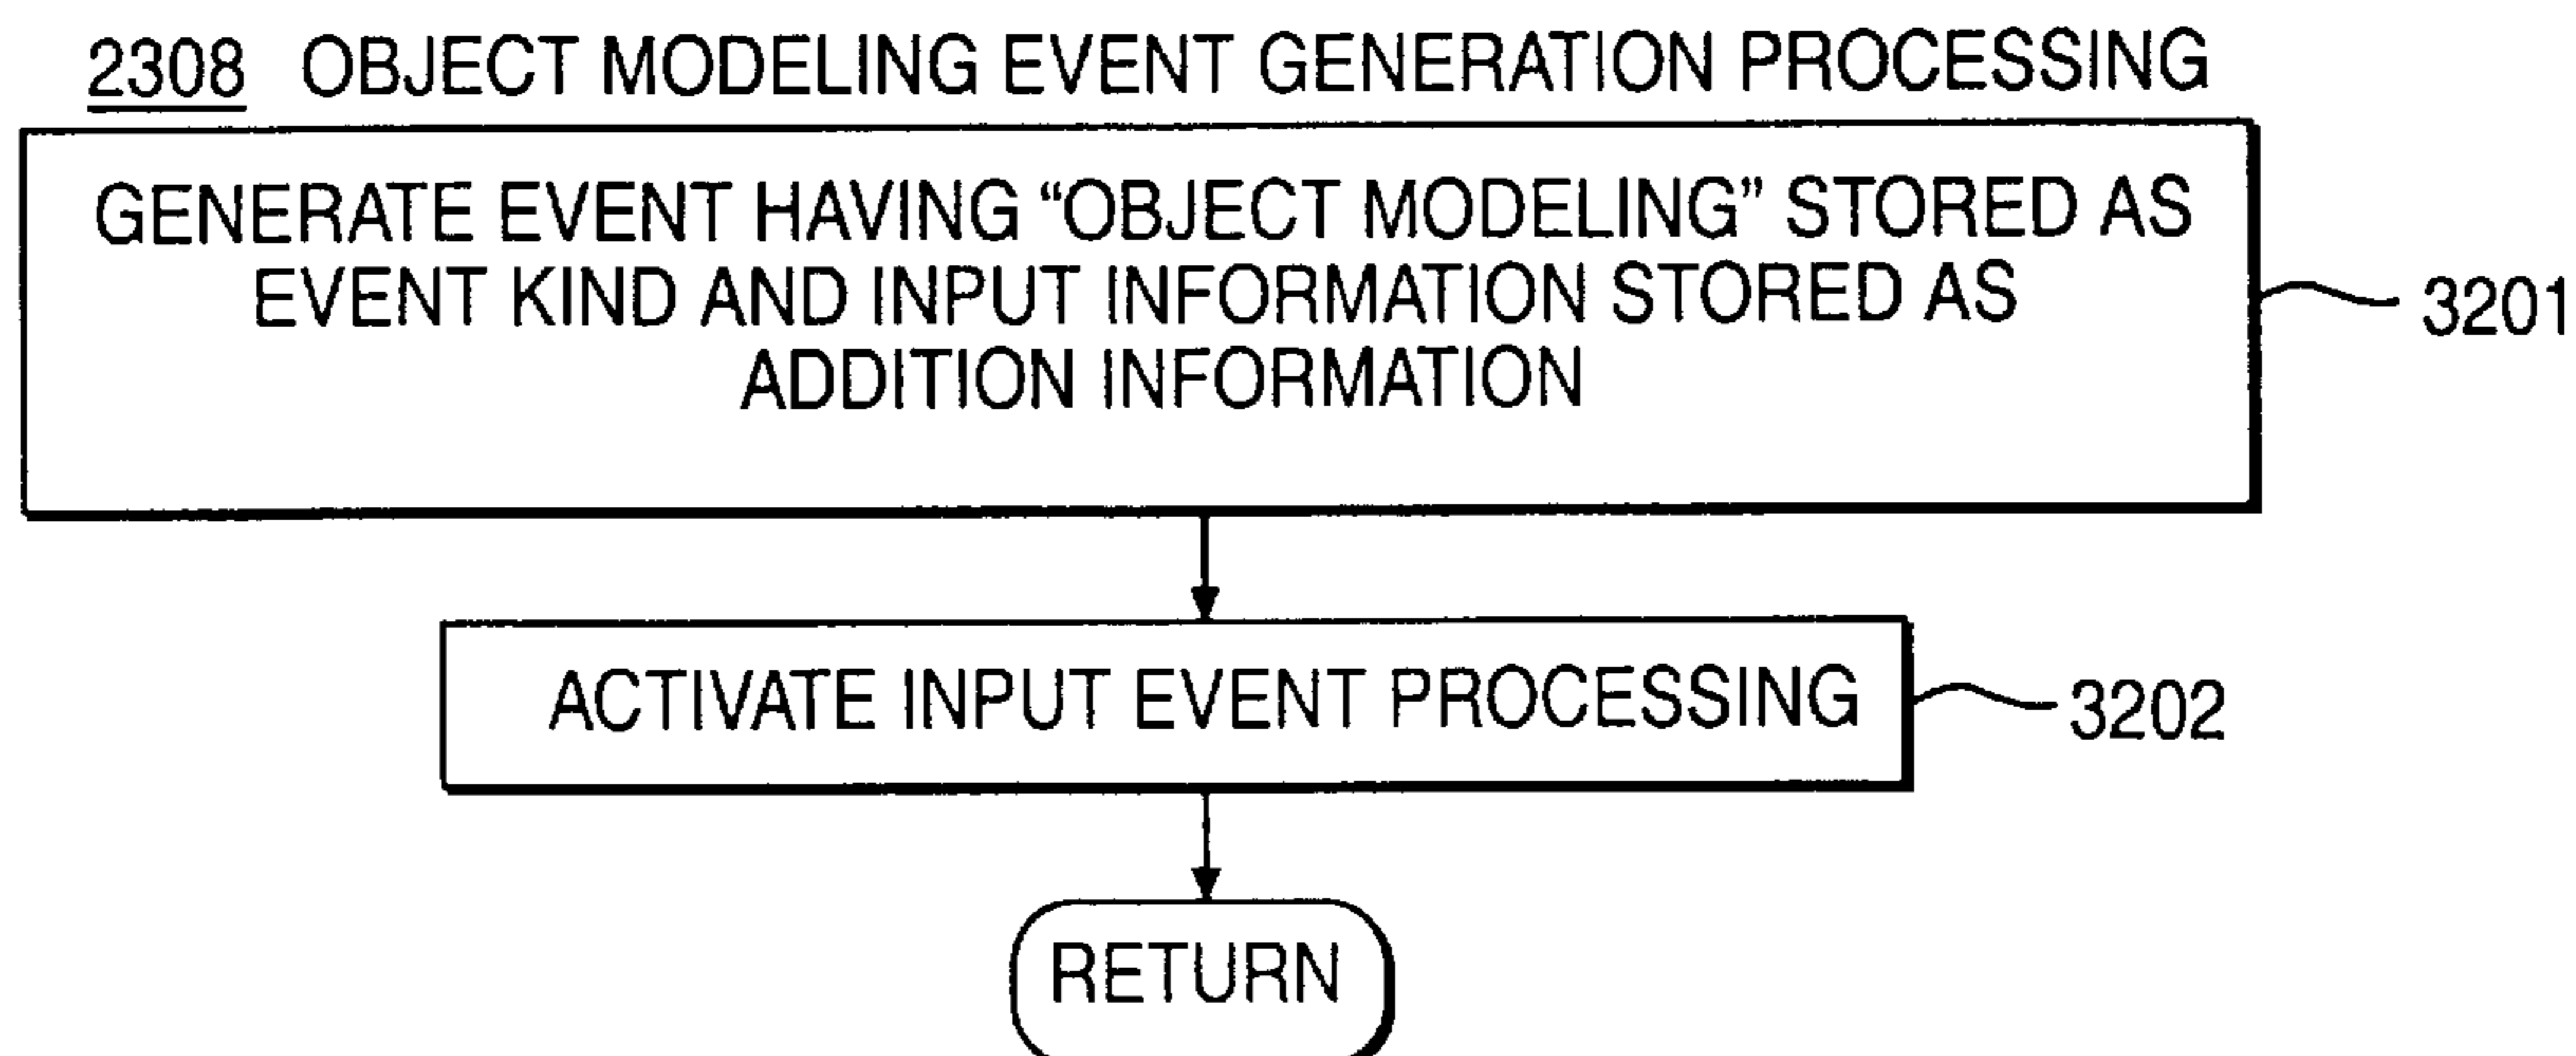 2308 OBJECT MODELING EVENT GENERATION PROCESSING
GENERATE EVENT HAVING “OBJECT MODELING” STORED AS
EVENT KIND AND INPUT INFORMATION STORED AS
ADDITION INFORMATION
3201
ACTIVATE INPUT EVENT PROCESSING
3202
RETURN